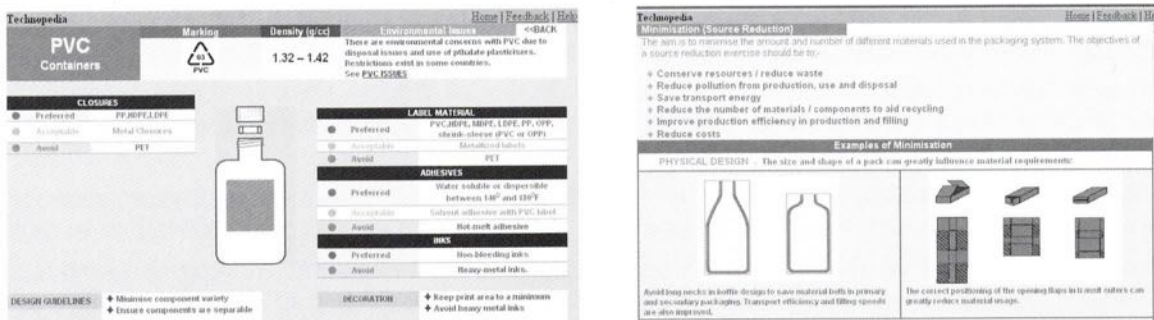 Technopedia
Home | Feedback | Help
PVC
Containers
Marking
03
PVC
Density (g/cc)
1.32 – 1.42
Environmental Issues
<<BACK
There are environmental concerns with PVC due to
disposal issues and use of pthalate plasticisers.
Restrictions exist in some countries.
See PVC ISSUES
CLOSURES
Preferred PP,HDPE,LDPE
Acceptable Metal Closures
Avoid PET
LABEL MATERIAL
Preferred PVC,HDPE, MDPE, LDPE, PP, OPP,
shrink-sleeve (PVC or OPP)
Acceptable Metallized labels
Avoid PET
ADHESIVES
Preferred Water soluble or dispersible
between 140° and 180°F
Acceptable Solvent adhesive with PVC label
Avoid Hot-melt adhesive
INKS
Preferred Non-bleeding inks
Avoid Heavy-metal inks.
DESIGN GUIDELINES
+ Minimise component variety
+ Ensure components are separable
DECORATION
+ Keep print area to a minimum
+ Avoid heavy metal inks
Technopedia
Home | Feedback |
Minimisation (Source Reduction)
The aim is to minimise the amount and number of different materials used in the packaging system. The objectives of
a source reduction exercise should be to:-
+ Conserve resources / reduce waste
+ Reduce pollution from production, use and disposal
+ Save transport energy
+ Reduce the number of materials / components to aid recycling
+ Improve production efficiency in production and filling
+ Reduce costs
Examples of Minimisation
PHYSICAL DESIGN - The size and shape of a pack can greatly influence material requirements:
Avoid long necks in bottle design to save material both in primary
and secondary packaging. Transport efficiency and filling speeds
are also improved.
The correct positioning of the opening flaps in transit outers can
greatly reduce material usage.